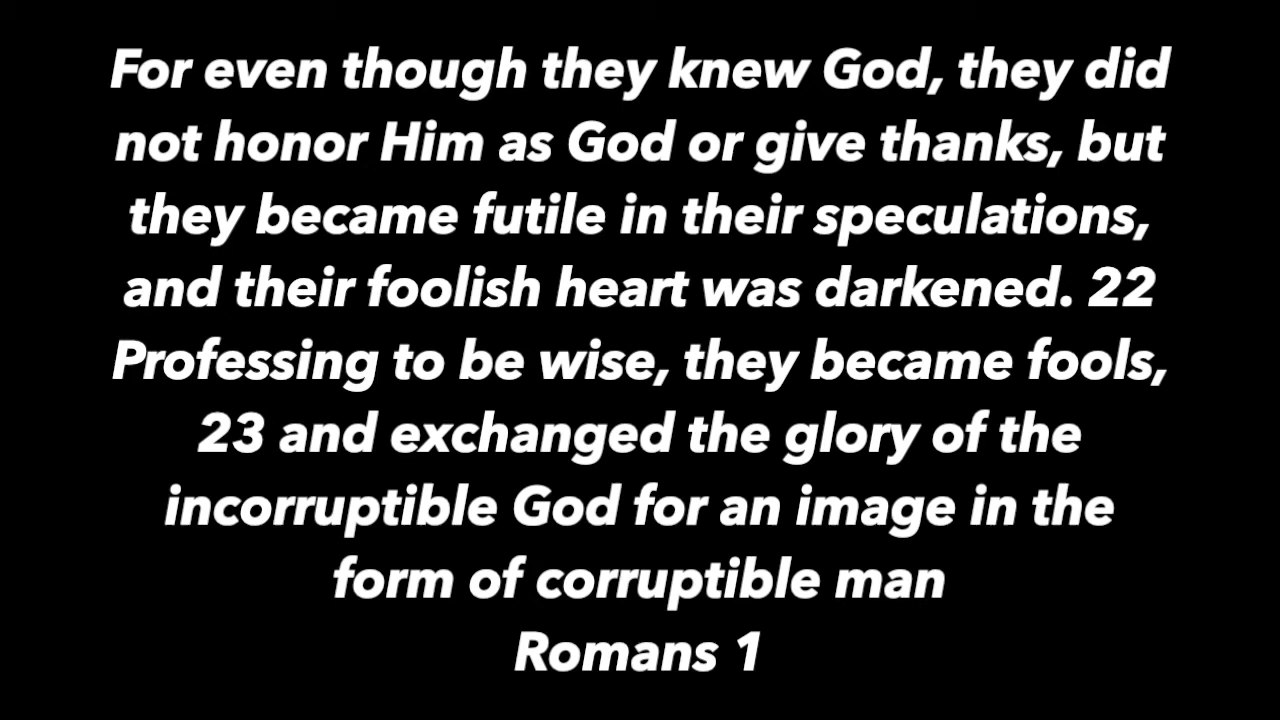 For even though they knew God, they did
not honor Him as God or give thanks, but
they became futile in their speculations,
and their foolish heart was darkened. 22
Professing to be wise, they became fools,
23 and exchanged the glory of the
incorruptible God for an image in the
form of corruptible man
Romans 1